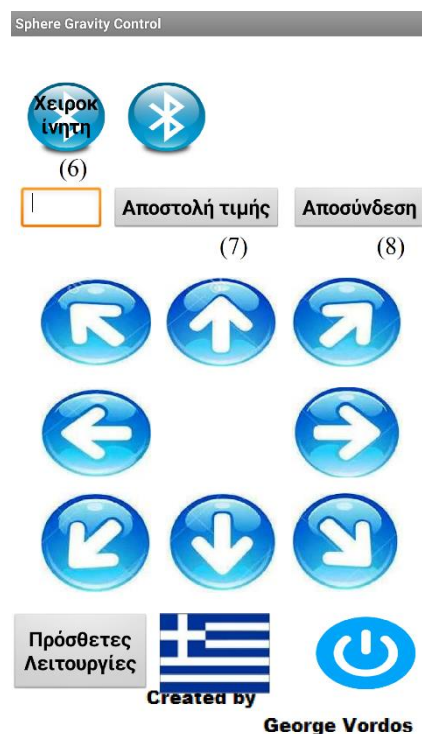 Sphere Gravity Control
Χειροκ
ίνητη
(6)
Αποστολή τιμής
Αποσύνδεση
(7)
(8)
Πρόσθετες
Λειτουργίες
Created by
George Vordos